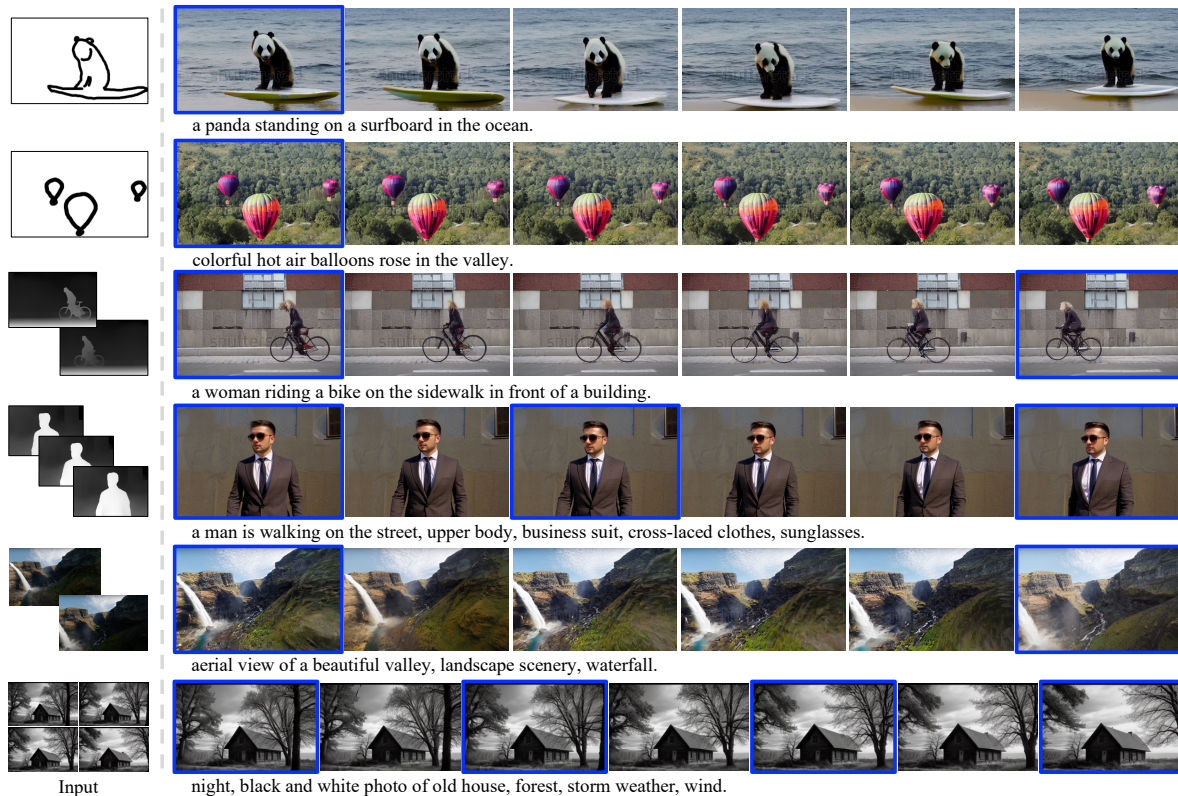 a panda standing on a surfboard in the ocean.
colorful hot air balloons rose in the valley.
a woman riding a bike on the sidewalk in front of a building.
a man is walking on the street, upper body, business suit, cross-laced clothes, sunglasses.
aerial view of a beautiful valley, landscape scenery, waterfall.
Input
night, black and white photo of old house, forest, storm weather, wind.